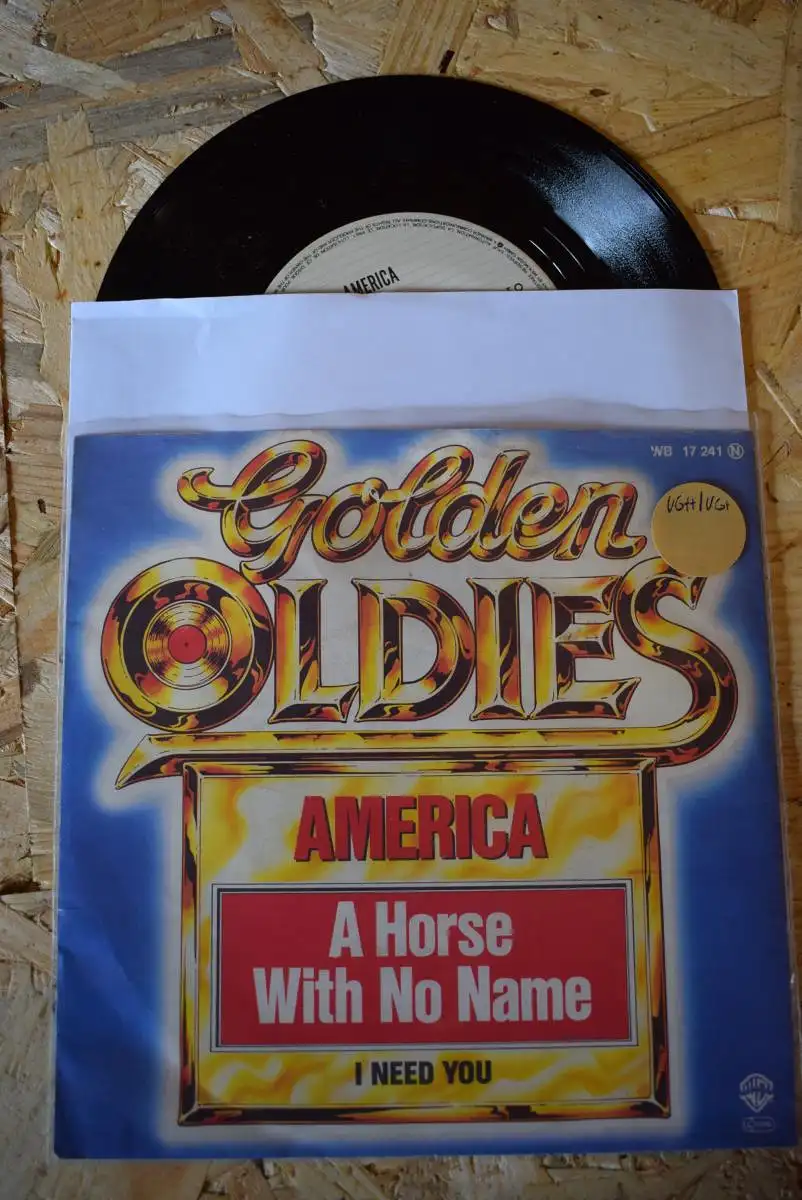 AMERICA
WB 17 241 N
Golden
VG++/VG+
OLDIES
AMERICA
A Horse
With No Name
I NEED YOU